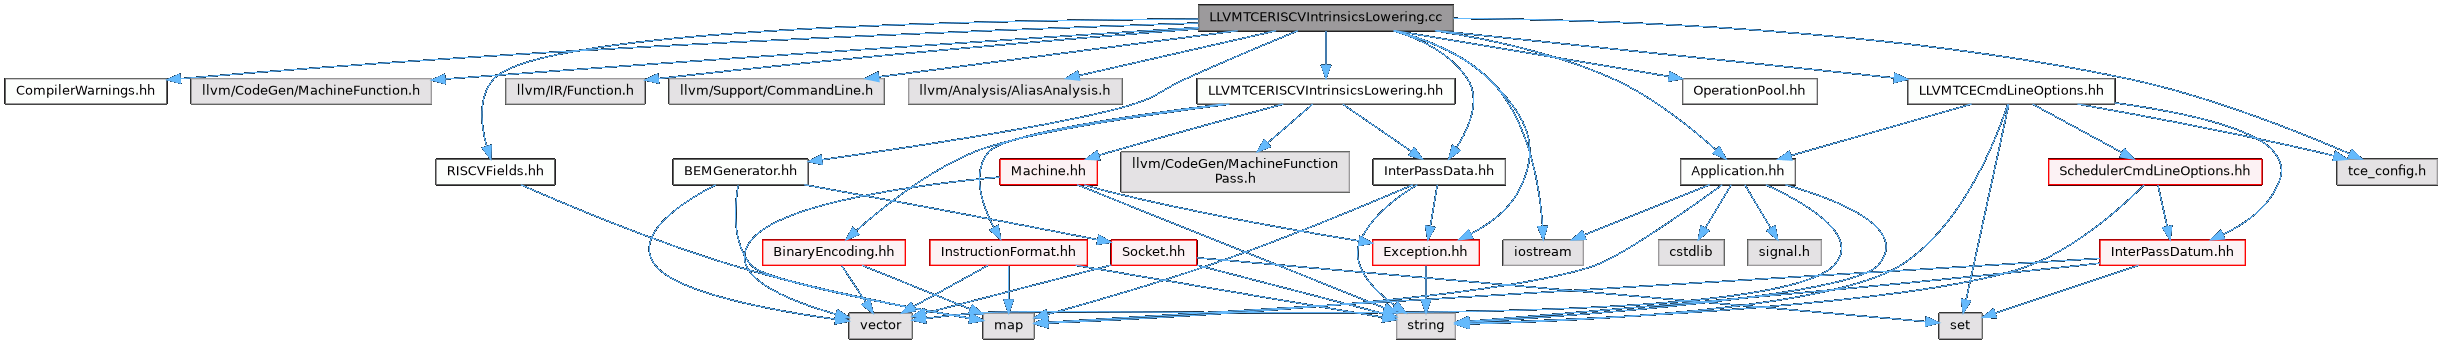 LLVMTCERISCVIntrinsicsLowering.cc
CompilerWarnings.hh
llvm/CodeGen/MachineFunction.h
llvm/IR/Function.h
llvm/Support/CommandLine.h
llvm/Analysis/AliasAnalysis.h
LLVMTCERISCVIntrinsicsLowering.hh
OperationPool.hh
LLVMTCECmdLineOptions.hh
RISCVFields.hh
BEMGenerator.hh
Machine.hh
llvm/CodeGen/MachineFunction
Pass.h
InterPassData.hh
Application.hh
SchedulerCmdLineOptions.hh
tce_config.h
BinaryEncoding.hh
InstructionFormat.hh
Socket.hh
Exception.hh
iostream
cstdlib
signal.h
InterPassDatum.hh
vector
map
string
set